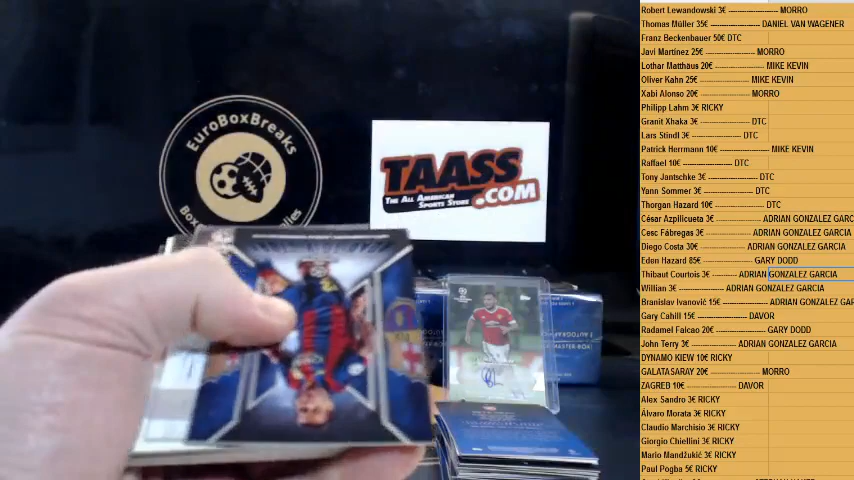 EuroBoxBreaks
TAASS
THE ALL AMERICAN
SPORTS STORE
.COM
Robert Lewandowski 3€ ---------------- MORRO
Thomas Müller 35€ ---------------- DANIEL VAN WAGENER
Franz Beckenbauer 50€ DTC
Javi Martínez 25€ ---------------- MORRO
Lothar Matthäus 20€ ---------------- MIKE KEVIN
Oliver Kahn 25€ ---------------- MIKE KEVIN
Xabi Alonso 20€ ---------------- MORRO
Philipp Lahm 3€ RICKY
Granit Xhaka 3€ ---------------- DTC
Lars Stindl 3€ ---------------- DTC
Patrick Herrmann 10€ ---------------- MIKE KEVIN
Raffael 10€ ---------------- DTC
Tony Jantschke 3€ ---------------- DTC
Yann Sommer 3€ ---------------- DTC
Thorgan Hazard 10€ ---------------- DTC
César Azpilicueta 3€ ---------------- ADRIAN GONZALEZ GARC
Cesc Fàbregas 3€ ---------------- ADRIAN GONZALEZ GARCIA
Diego Costa 30€ ---------------- ADRIAN GONZALEZ GARCIA
Eden Hazard 85€ ---------------- GARY DODD
Thibaut Courtois 3€ ---------------- ADRIAN GONZALEZ GARCIA
Willian 3€ ---------------- ADRIAN GONZALEZ GARCIA
Branislav Ivanović 15€ ---------------- ADRIAN GONZALEZ GAR
Gary Cahill 15€ ---------------- DAVOR
Radamel Falcao 20€ ---------------- GARY DODD
John Terry 3€ ---------------- ADRIAN GONZALEZ GARCIA
DYNAMO KIEW 10€ RICKY
GALATASARAY 20€ ---------------- MORRO
ZAGREB 10€ ---------------- DAVOR
Alex Sandro 3€ RICKY
Álvaro Morata 3€ RICKY
Claudio Marchisio 3€ RICKY
Giorgio Chiellini 3€ RICKY
Mario Mandžukić 3€ RICKY
Paul Pogba 5€ RICKY